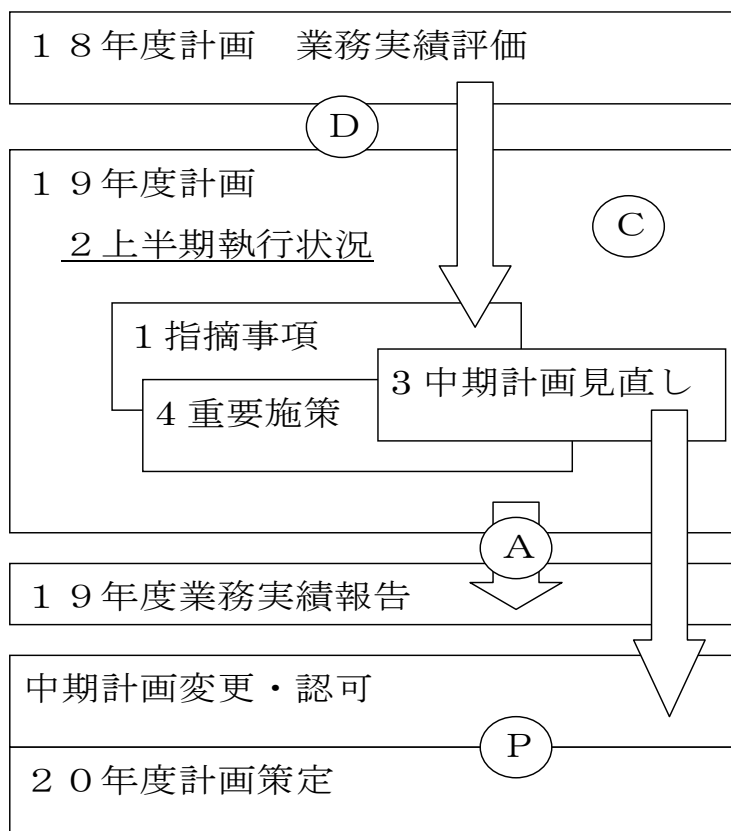 １８年度計画　業務実績評価
D
１９年度計画
C
２上半期執行状況
１指摘事項
３中期計画見直し
４重要施策
A
１９年度業務実績報告
中期計画変更・認可
P
２０年度計画策定